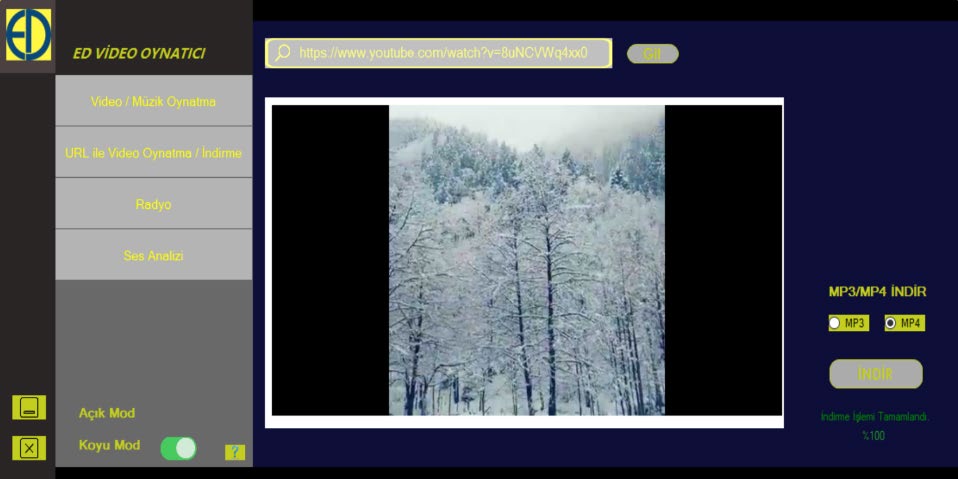 ED
ED VİDEO OYNATICI
https://www.youtube.com/watch?v=8uNCVWq4xx0
Git
Video / Müzik Oynatma
URL ile Video Oynatma / İndirme
Radyo
Ses Analizi
MP3/MP4 İNDİR
MP3
MP4
İNDİR
İndirme İşlemi Tamamlandı.
%100
Açık Mod
Koyu Mod
?